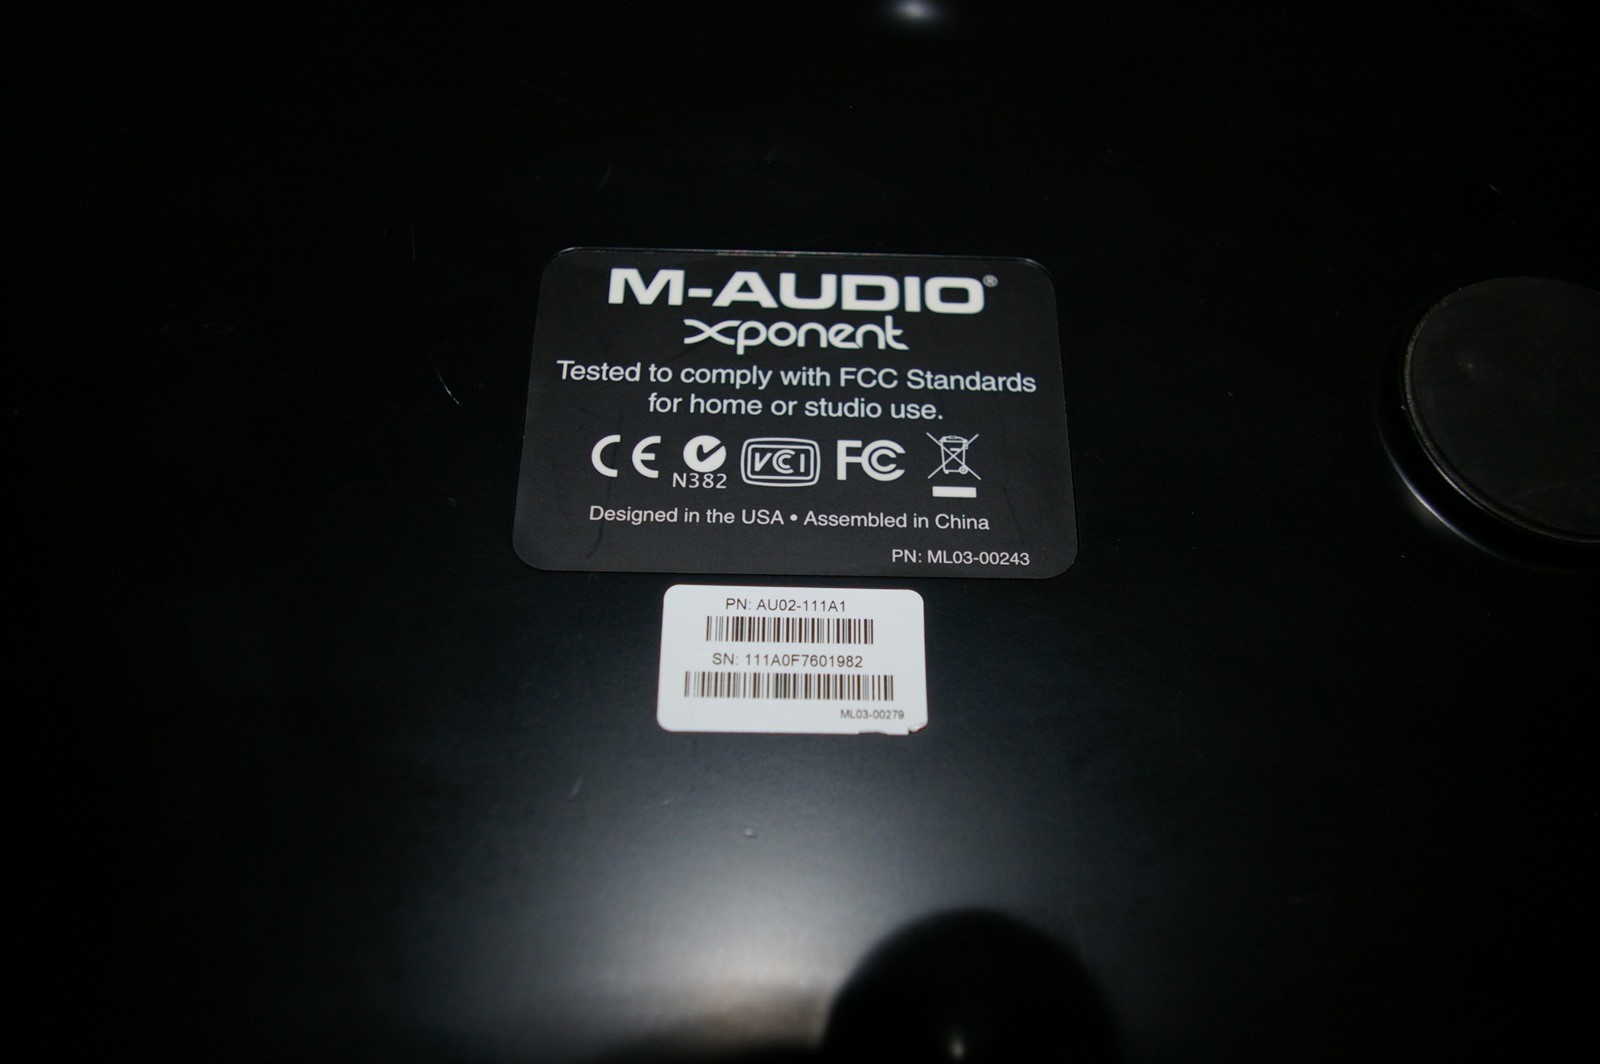 M-AUDIO®
xponent
Tested to comply with FCC Standards
for home or studio use.
CE N382 VCCI FC
Designed in the USA • Assembled in China
PN: ML03-00243
PN: AU02-111A1
SN: 111A0F7601982
ML03-00279